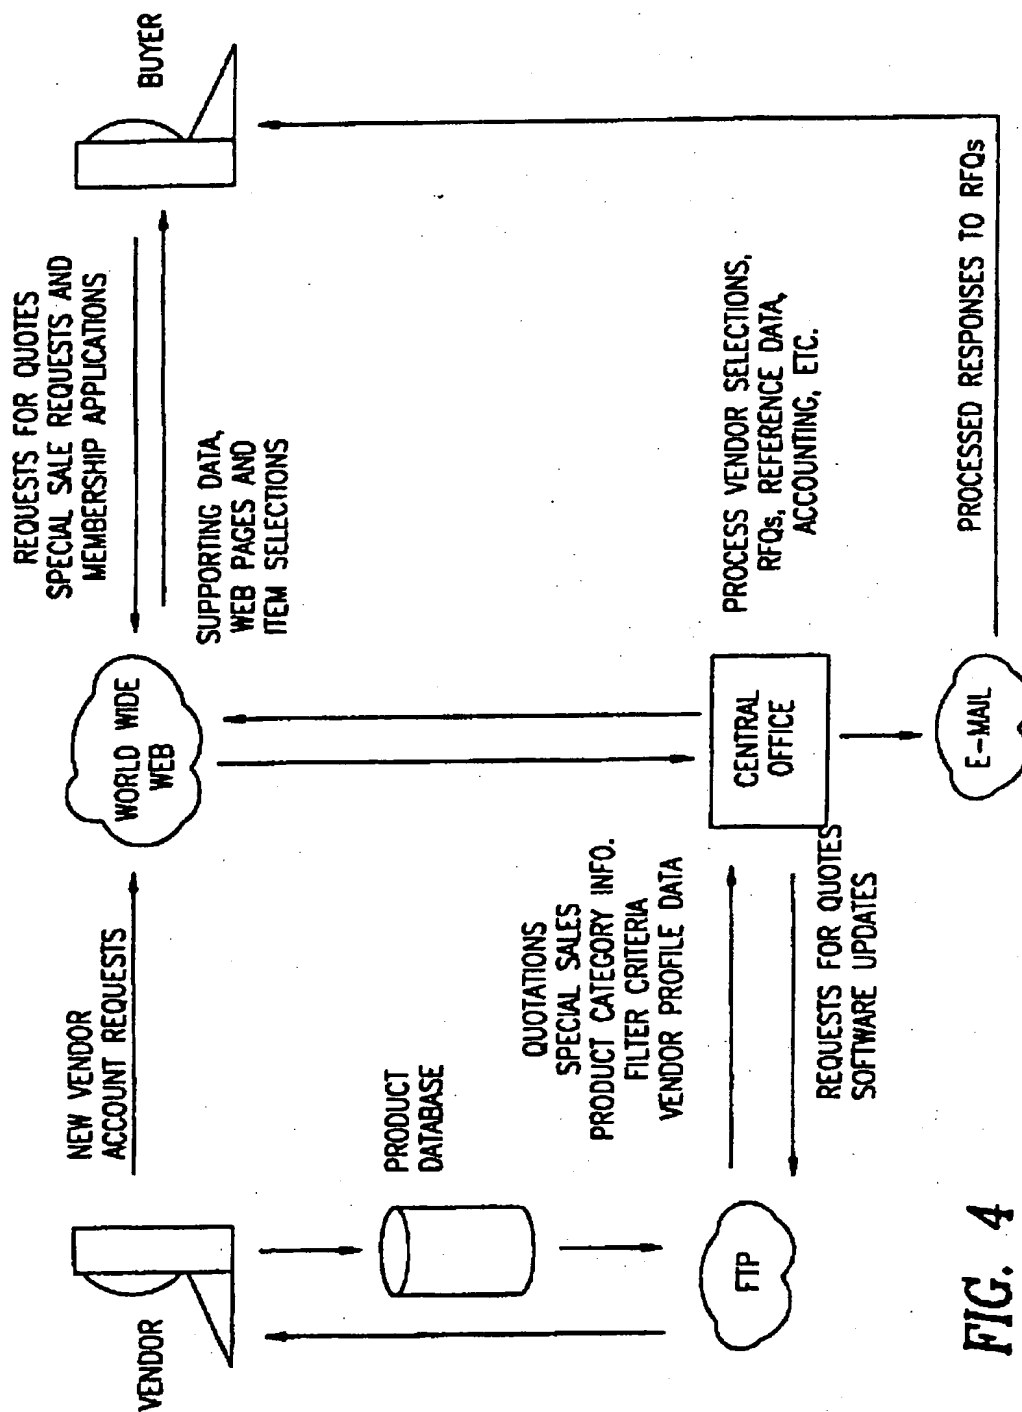 VENDOR
NEW VENDOR
ACCOUNT REQUESTS
WORLD WIDE
WEB
REQUESTS FOR QUOTES
SPECIAL SALE REQUESTS AND
MEMBERSHIP APPLICATIONS
BUYER
SUPPORTING DATA,
WEB PAGES AND
ITEM SELECTIONS
PRODUCT
DATABASE
QUOTATIONS
SPECIAL SALES
PRODUCT CATEGORY INFO.
FILTER CRITERIA
VENDOR PROFILE DATA
FTP
REQUESTS FOR QUOTES
SOFTWARE UPDATES
CENTRAL
OFFICE
PROCESS VENDOR SELECTIONS,
RFQs, REFERENCE DATA,
ACCOUNTING, ETC.
E-MAIL
PROCESSED RESPONSES TO RFQs
FIG. 4